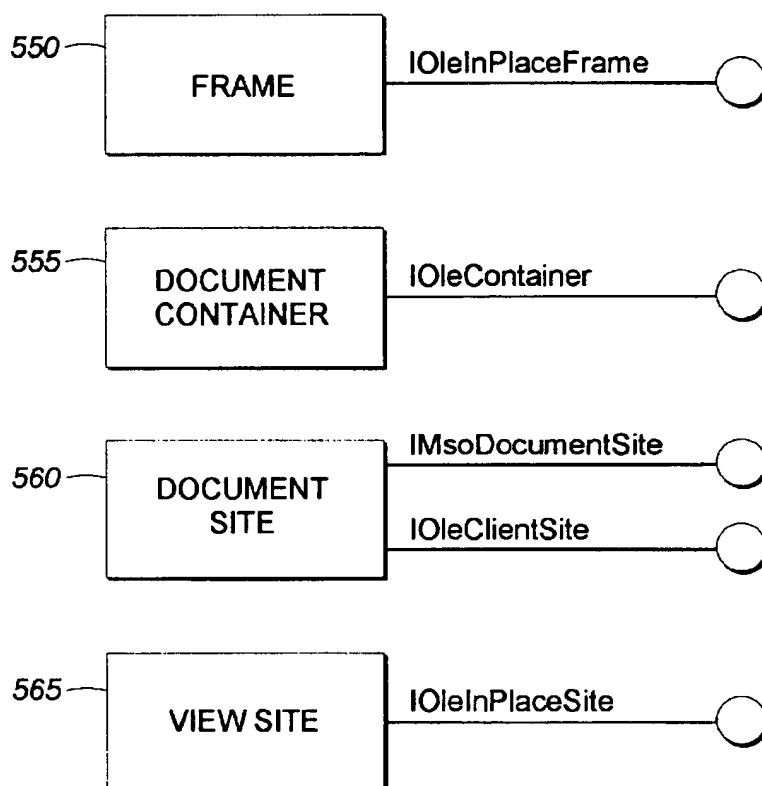 550
FRAME
IOleInPlaceFrame
555
DOCUMENT
CONTAINER
IOleContainer
560
DOCUMENT
SITE
IMsoDocumentSite
IOleClientSite
565
VIEW SITE
IOleInPlaceSite